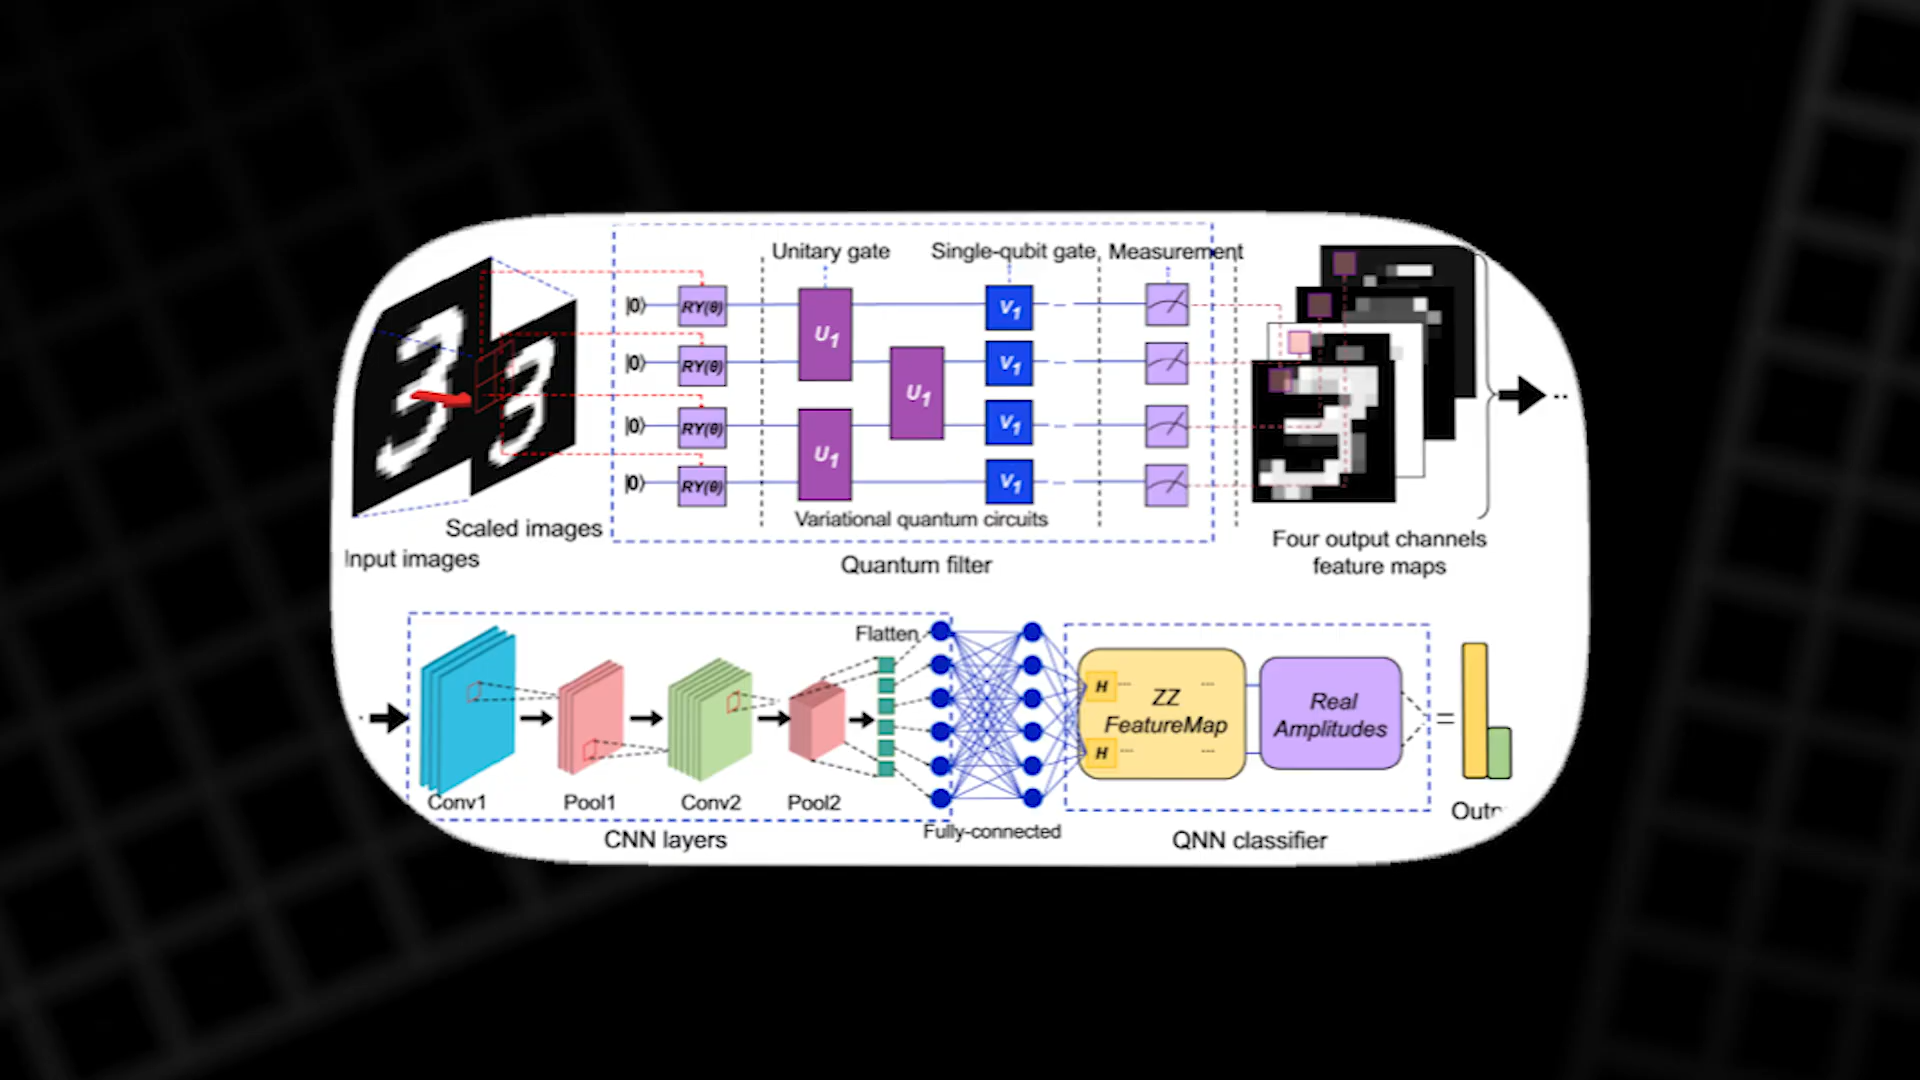 Unitary gate
Single-qubit gate
Measurement
|0⟩
RY(θ)
|0⟩
RY(θ)
|0⟩
RY(θ)
|0⟩
RY(θ)
U1
U1
U1
V1
V1
V1
V1
Variational quantum circuits
Scaled images
Input images
Quantum filter
Four output channels
feature maps
Flatten
Conv1
Pool1
Conv2
Pool2
CNN layers
Fully-connected
H
H
ZZ
FeatureMap
Real
Amplitudes
QNN classifier
=